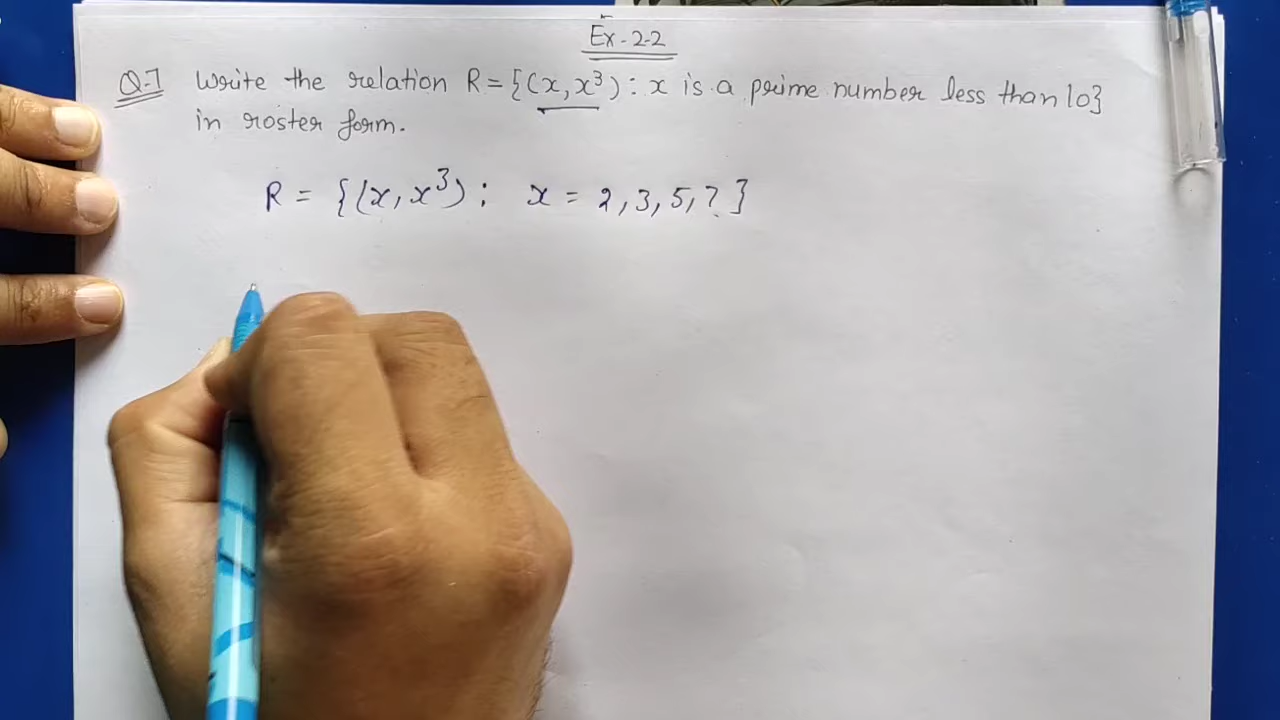 Ex-2-2
Q-7 Write the relation R = {(x, x³) : x is a prime number less than 10}
in roster form.
R = {(x, x³) : x = 2, 3, 5, 7}